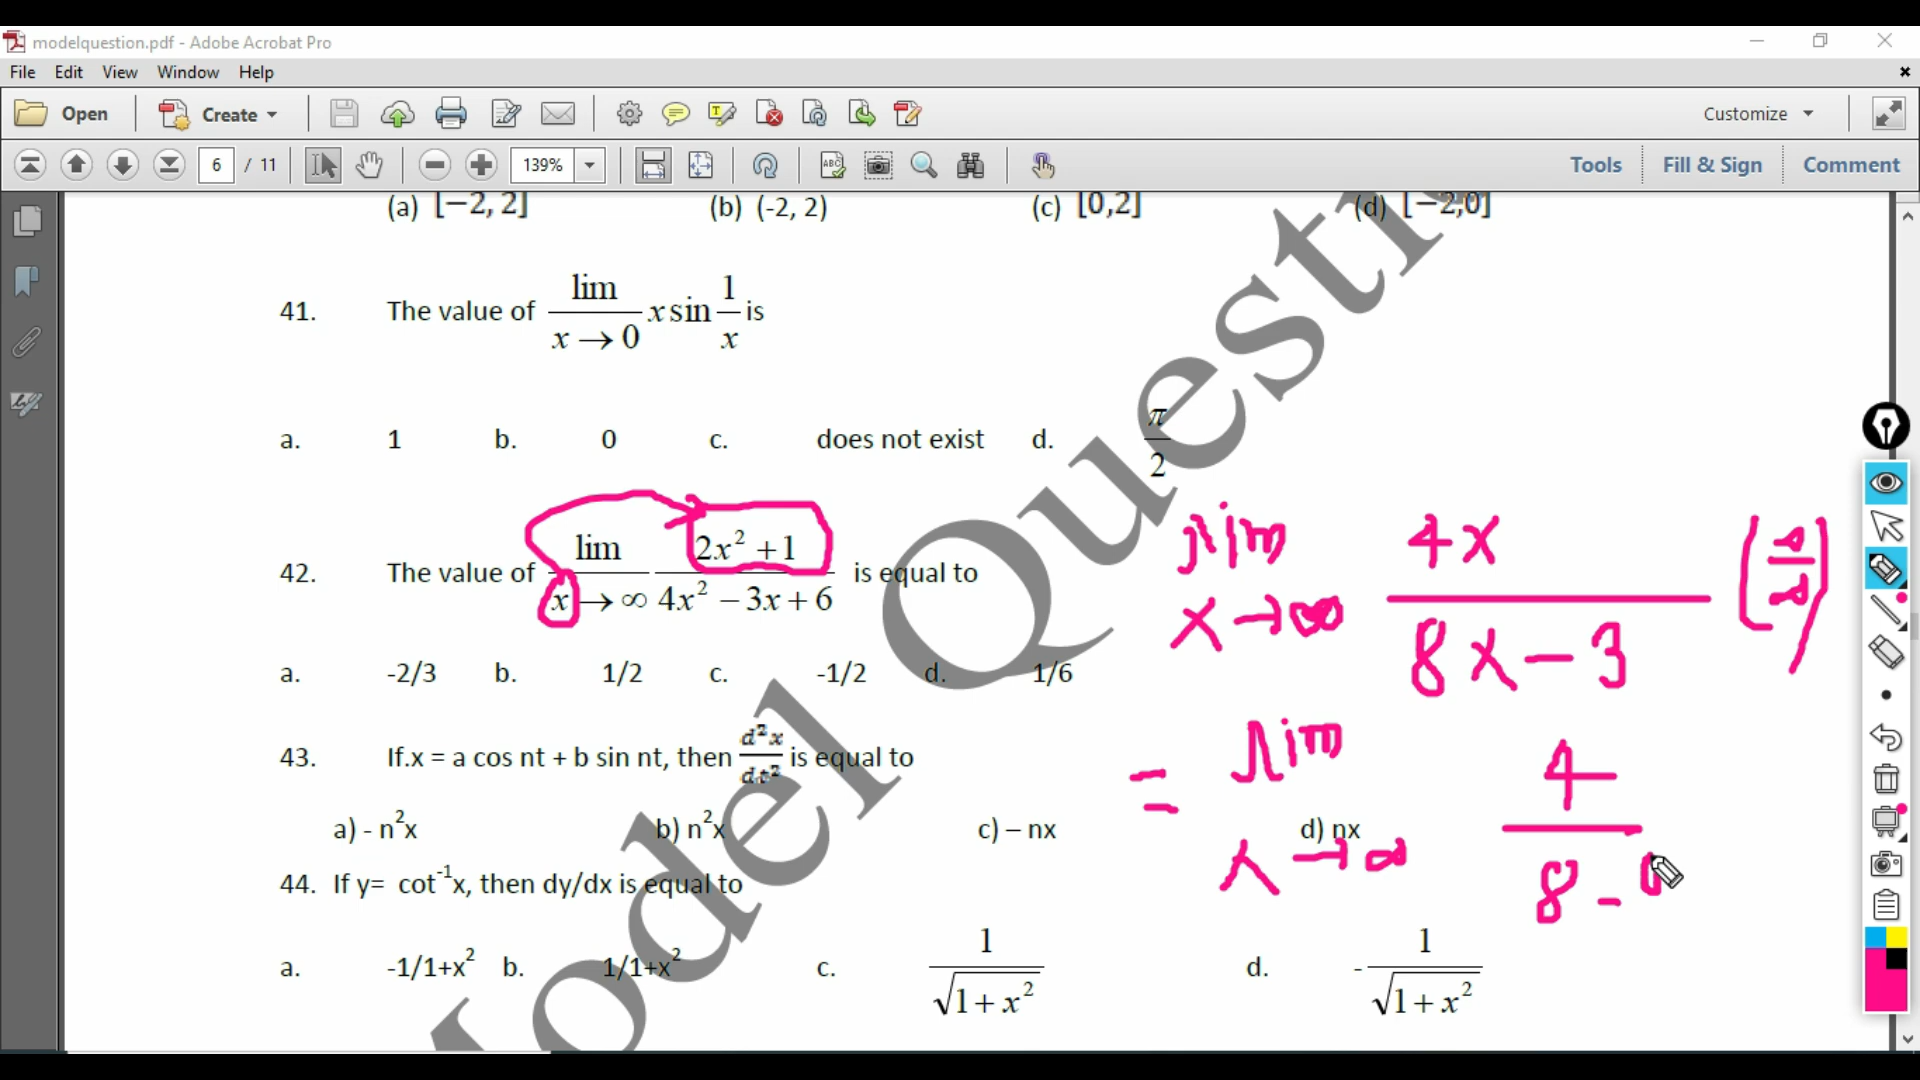 modelquestion.pdf - Adobe Acrobat Pro
File Edit View Window Help
Open Create Customize
6 / 11 139% Tools Fill & Sign Comment
(a) [−2, 2] (b) (-2, 2) (c) [0,2] (d) [−2,0]
41. The value of lim x→0 x sin 1/x is
a. 1 b. 0 c. does not exist d. π/2
42. The value of lim x→∞ 2x² + 1 / 4x² − 3x + 6 is equal to
a. -2/3 b. 1/2 c. -1/2 d. 1/6
43. If.x = a cos nt + b sin nt, then d²x/dt² is equal to
a) - n²x b) n²x c) – nx d) nx
44. If y= cot⁻¹x, then dy/dx is equal to
a. -1/1+x² b. 1/1+x² c. 1/√1 + x² d. - 1/√1 + x²
Model Questi
lim x→∞ 4x / 8x − 3 (∞/∞)
= lim x→∞ 4 / 8 - 0